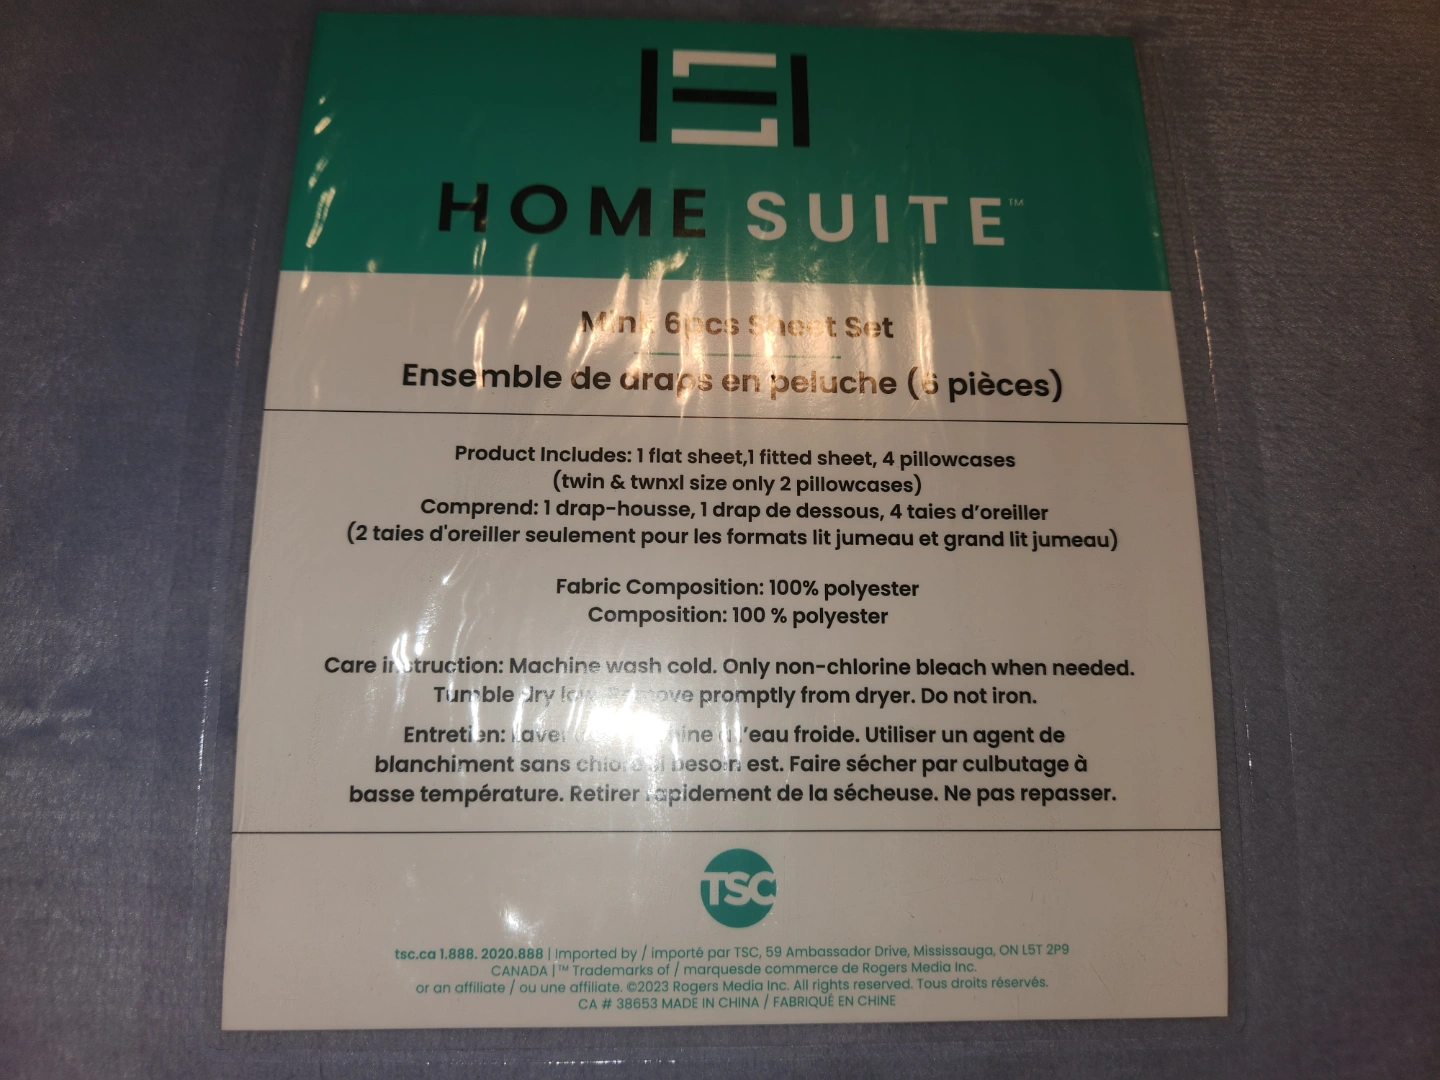 HOME SUITE™
Mink 6pcs Sheet Set
Ensemble de draps en peluche (6 pièces)
Product Includes: 1 flat sheet,1 fitted sheet, 4 pillowcases
(twin & twnxl size only 2 pillowcases)
Comprend: 1 drap-housse, 1 drap de dessous, 4 taies d'oreiller
(2 taies d'oreiller seulement pour les formats lit jumeau et grand lit jumeau)
Fabric Composition: 100% polyester
Composition: 100 % polyester
Care instruction: Machine wash cold. Only non-chlorine bleach when needed.
Tumble dry low. Remove promptly from dryer. Do not iron.
Entretien: Laver à l'eau froide. Utiliser un agent de
blanchiment sans chlore si besoin est. Faire sécher par culbutage à
basse température. Retirer rapidement de la sécheuse. Ne pas repasser.
TSC
tsc.ca 1.888. 2020.888 | Imported by / importé par TSC, 59 Ambassador Drive, Mississauga, ON L5T 2P9
CANADA |™ Trademarks of / marquesde commerce de Rogers Media Inc.
or an affiliate / ou une affiliate. ©2023 Rogers Media Inc. All rights reserved. Tous droits réservés.
CA # 38653 MADE IN CHINA / FABRIQUÉ EN CHINE